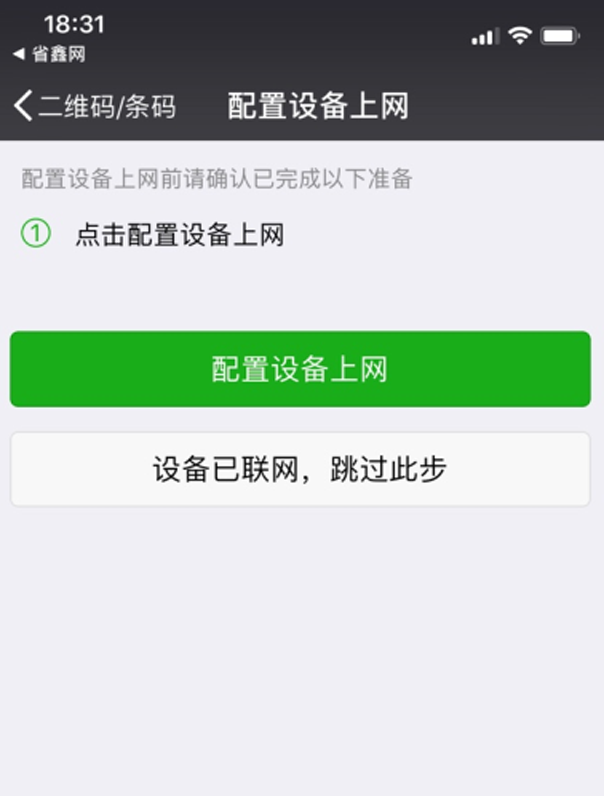 18:31
◀ 省鑫网
二维码/条码 配置设备上网
配置设备上网前请确认已完成以下准备
① 点击配置设备上网
配置设备上网
设备已联网，跳过此步